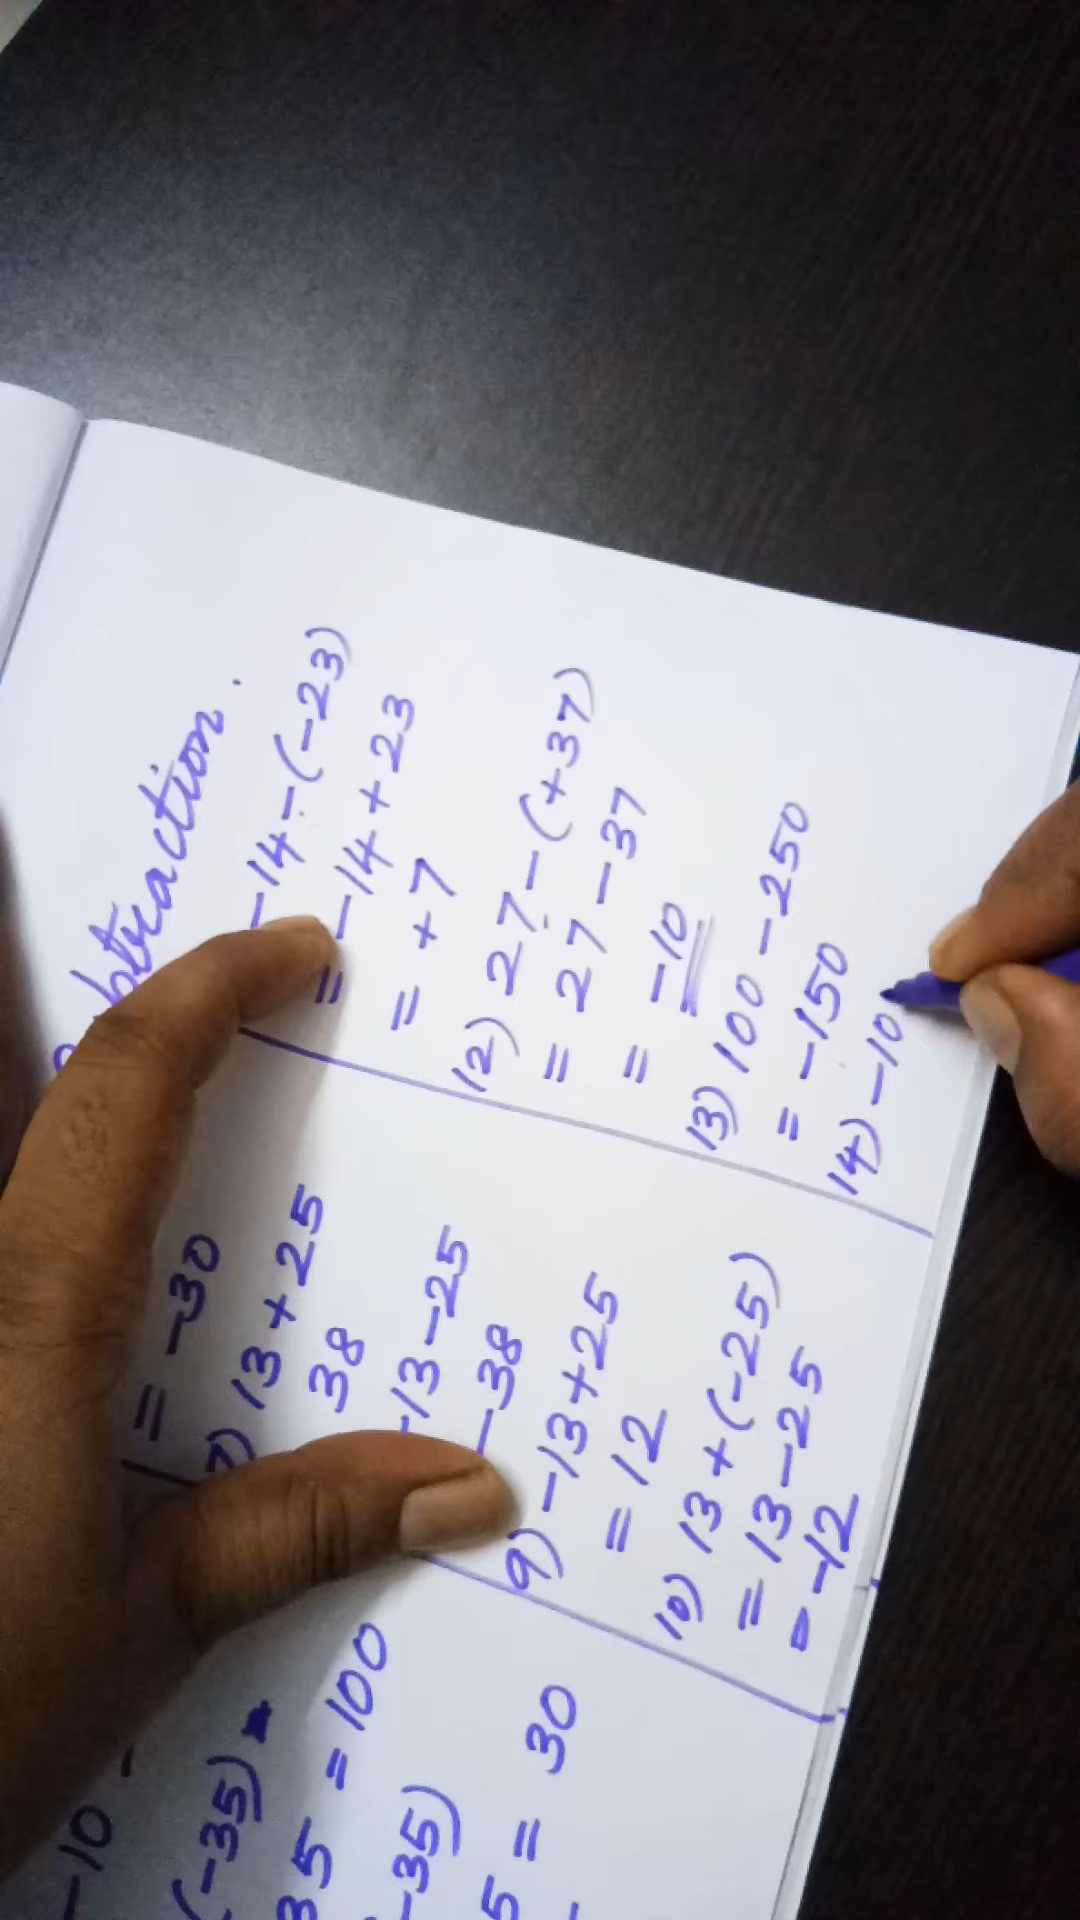 btraction.
= -30
7) 13 + 25
38
-13 - 25
-38
9) -13 + 25
= 12
10) 13 + (-25)
= 13 - 25
= -12
-14 - (-23)
= -14 + 23
= +7
12) 27 - (+37)
= 27 - 37
= -10
13) 100 - 250
= -150
14) -10
-10 -
(-35)
35 = 100
-35)
5 = 30